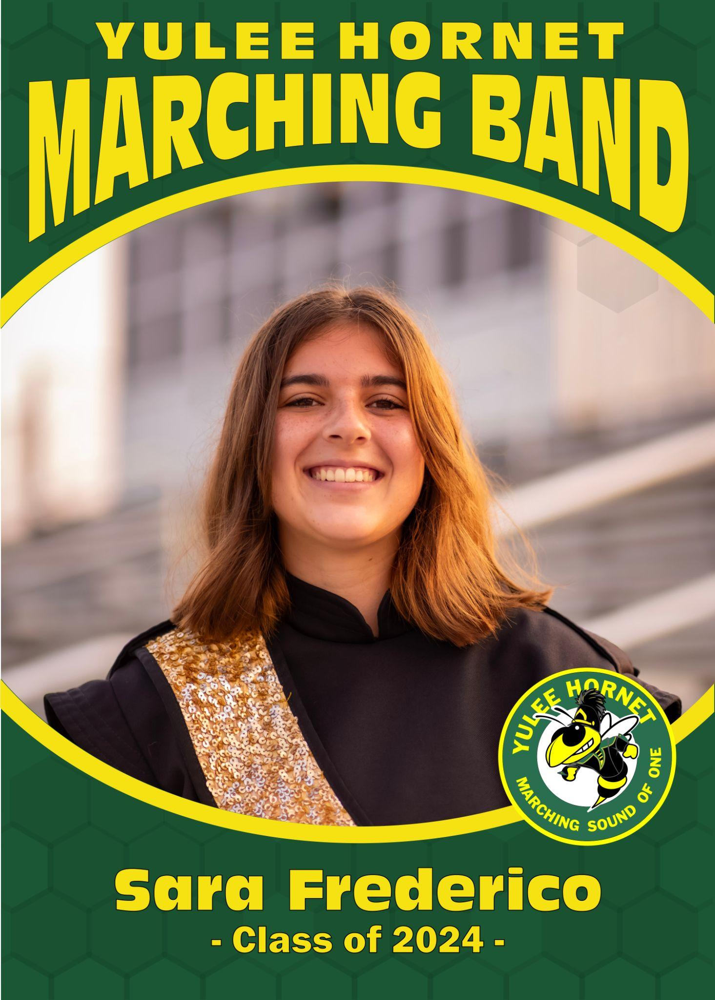 YULEE HORNET
MARCHING BAND
YULEE HORNET
MARCHING SOUND OF ONE
Sara Frederico
- Class of 2024 -